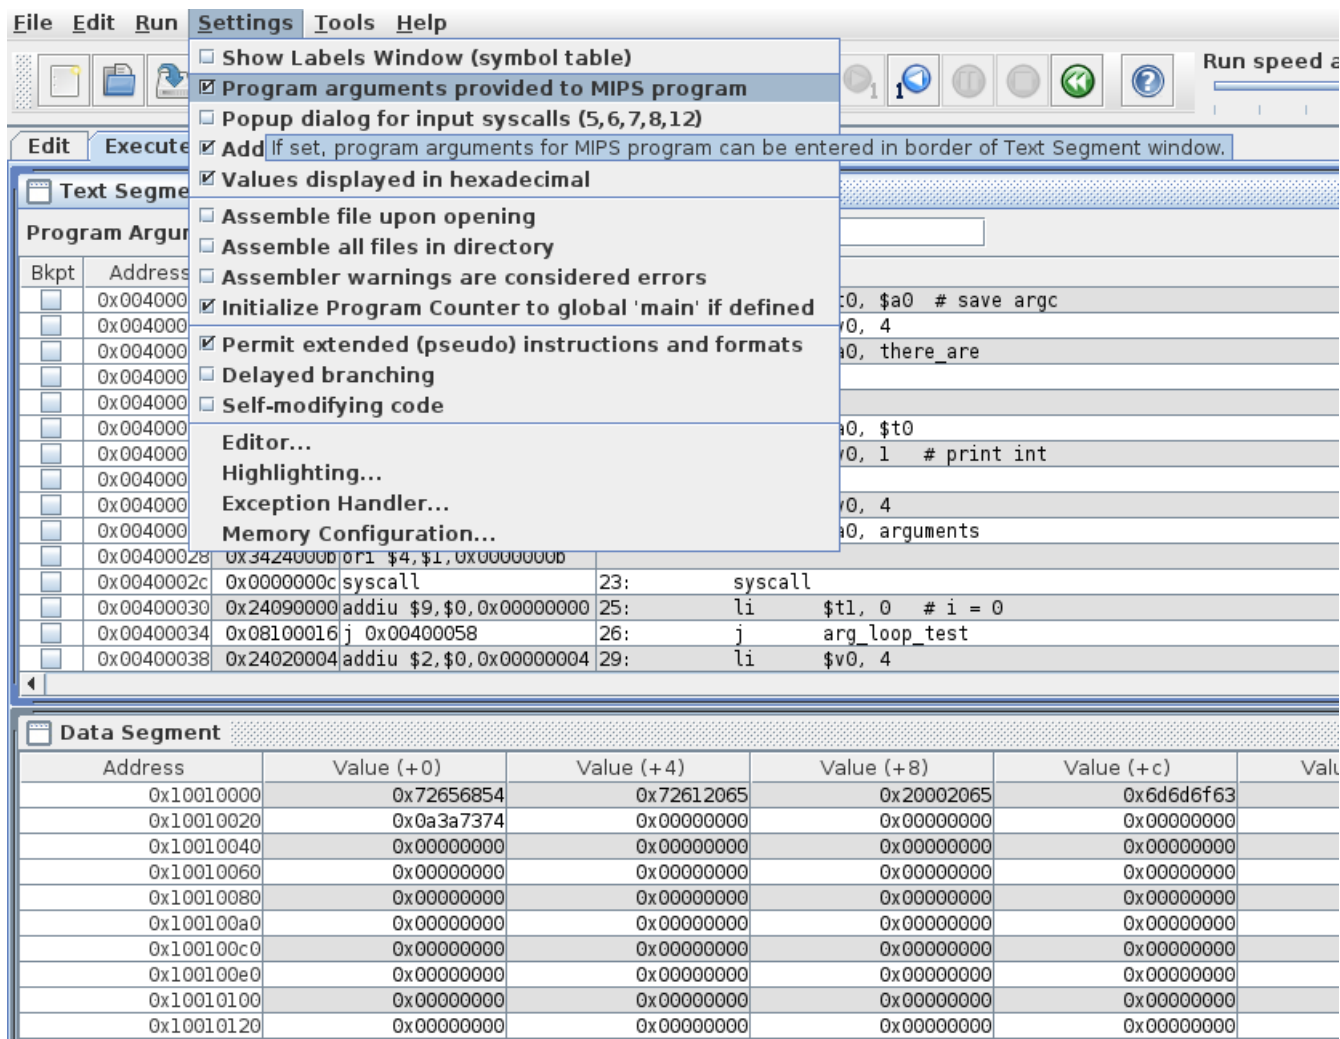 File Edit Run Settings Tools Help
Show Labels Window (symbol table)
Run speed a
Program arguments provided to MIPS program
1
1
Popup dialog for input syscalls (5,6,7,8,12)
Edit Execute Add If set, program arguments for MIPS program can be entered in border of Text Segment window.
Text Segme Values displayed in hexadecimal
Assemble file upon opening
Program Argur
Assemble all files in directory
Bkpt Address Assembler warnings are considered errors
0x004000 Initialize Program Counter to global 'main' if defined t0, $a0 # save argc
0x004000 v0, 4
0x004000 Permit extended (pseudo) instructions and formats a0, there_are
0x004000 Delayed branching
0x004000 Self-modifying code
0x004000 a0, $t0
0x004000 Editor... v0, 1 # print int
0x004000 Highlighting...
0x004000 Exception Handler... v0, 4
0x004000 Memory Configuration... a0, arguments
0x00400028 0x3424000b ori $4,$1,0x0000000b
0x0040002c 0x0000000c syscall 23: syscall
0x00400030 0x24090000 addiu $9,$0,0x00000000 25: li $t1, 0 # i = 0
0x00400034 0x08100016 j 0x00400058 26: j arg_loop_test
0x00400038 0x24020004 addiu $2,$0,0x00000004 29: li $v0, 4
Data Segment
Address Value (+0) Value (+4) Value (+8) Value (+c) Valu
0x10010000 0x72656854 0x72612065 0x20002065 0x6d6d6f63
0x10010020 0x0a3a7374 0x00000000 0x00000000 0x00000000
0x10010040 0x00000000 0x00000000 0x00000000 0x00000000
0x10010060 0x00000000 0x00000000 0x00000000 0x00000000
0x10010080 0x00000000 0x00000000 0x00000000 0x00000000
0x100100a0 0x00000000 0x00000000 0x00000000 0x00000000
0x100100c0 0x00000000 0x00000000 0x00000000 0x00000000
0x100100e0 0x00000000 0x00000000 0x00000000 0x00000000
0x10010100 0x00000000 0x00000000 0x00000000 0x00000000
0x10010120 0x00000000 0x00000000 0x00000000 0x00000000